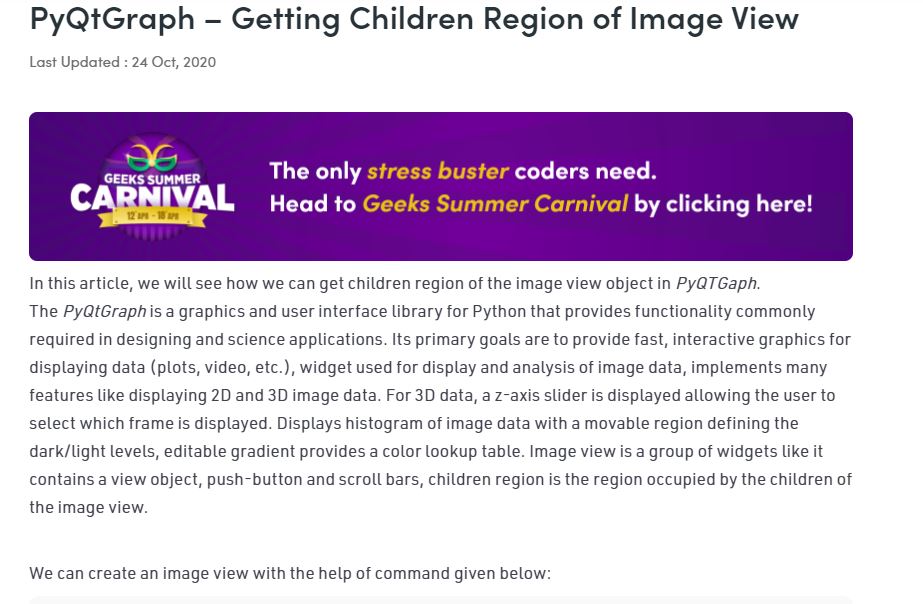 PyQtGraph – Getting Children Region of Image View
Last Updated : 24 Oct, 2020
GEEKS SUMMER
CARNIVAL
12 APR - 18 APR
The only stress buster coders need.
Head to Geeks Summer Carnival by clicking here!
In this article, we will see how we can get children region of the image view object in PyQTGaph.
The PyQtGraph is a graphics and user interface library for Python that provides functionality commonly
required in designing and science applications. Its primary goals are to provide fast, interactive graphics for
displaying data (plots, video, etc.), widget used for display and analysis of image data, implements many
features like displaying 2D and 3D image data. For 3D data, a z-axis slider is displayed allowing the user to
select which frame is displayed. Displays histogram of image data with a movable region defining the
dark/light levels, editable gradient provides a color lookup table. Image view is a group of widgets like it
contains a view object, push-button and scroll bars, children region is the region occupied by the children of
the image view.
We can create an image view with the help of command given below: